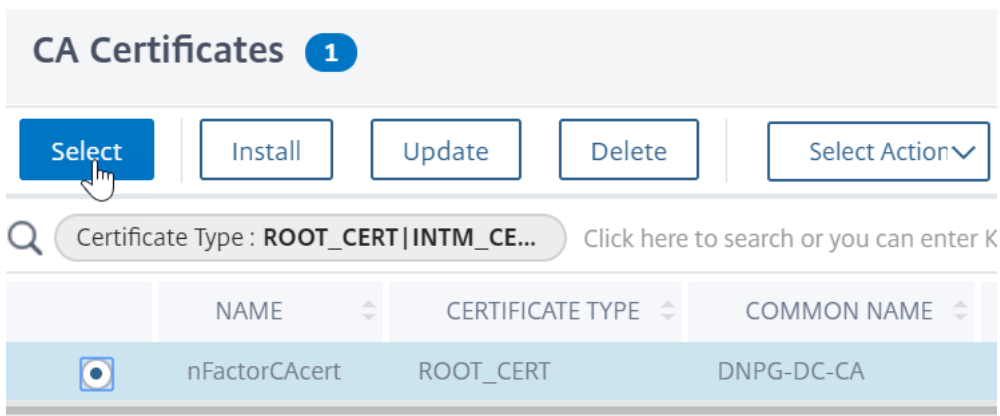 CA Certificates 1
Select Install Update Delete Select Action
Certificate Type : ROOT_CERT|INTM_CE... Click here to search or you can enter K
NAME CERTIFICATE TYPE COMMON NAME
nFactorCAcert ROOT_CERT DNPG-DC-CA